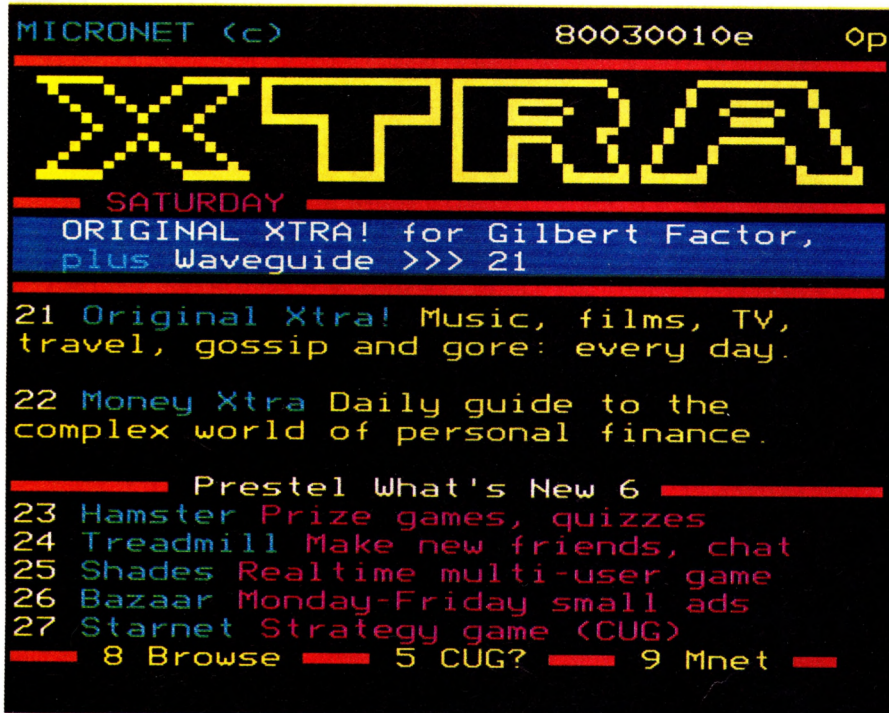 MICRONET (c) 80030010e 0p
XTRA
SATURDAY
ORIGINAL XTRA! for Gilbert Factor,
plus Waveguide >>> 21
21 Original Xtra! Music, films, TV,
travel, gossip and gore: every day.
22 Money Xtra Daily guide to the
complex world of personal finance.
Prestel What's New 6
23 Hamster Prize games, quizzes
24 Treadmill Make new friends, chat
25 Shades Realtime multi-user game
26 Bazaar Monday-Friday small ads
27 Starnet Strategy game (CUG)
8 Browse 5 CUG? 9 Mnet